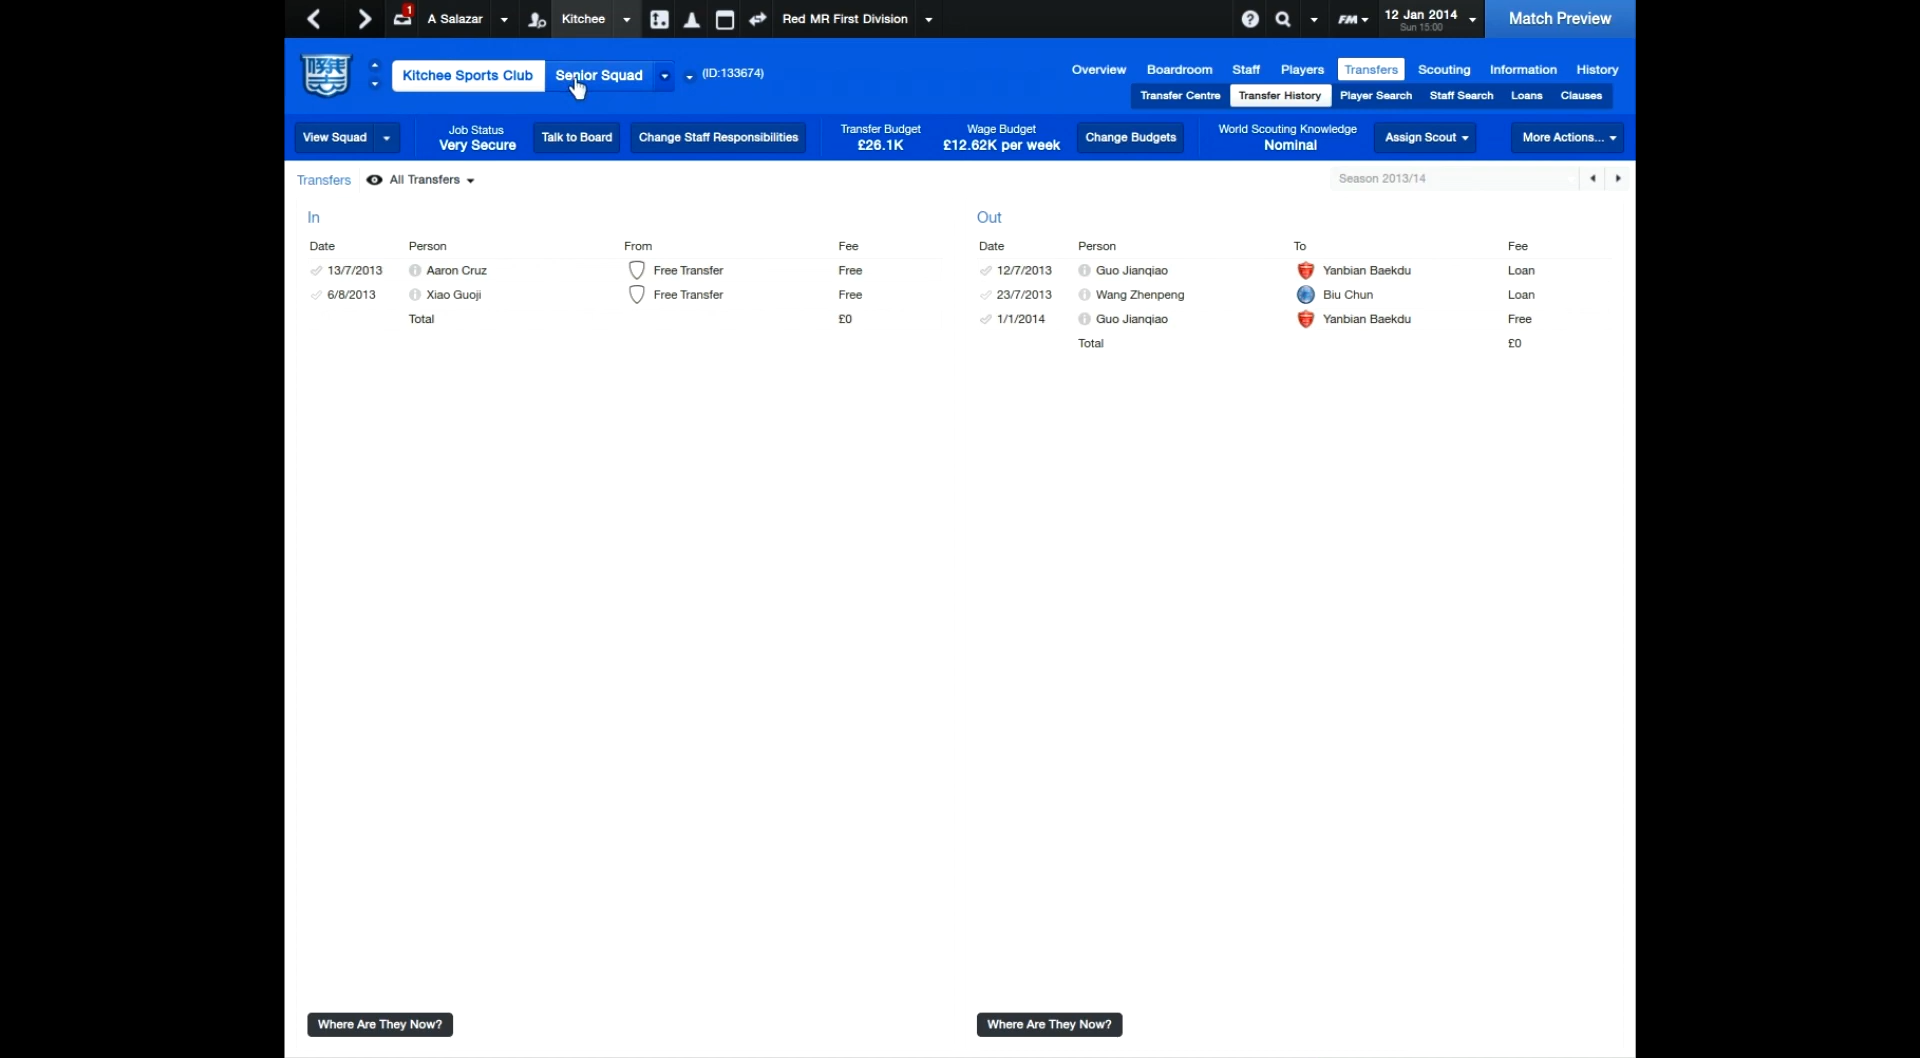 1 A Salazar Kitchee Red MR First Division FM 12 Jan 2014 Sun 15:00 Match Preview
Kitchee Sports Club Senior Squad (ID:133674)
Overview Boardroom Staff Players Transfers Scouting Information History
Transfer Centre Transfer History Player Search Staff Search Loans Clauses
View Squad Job Status Very Secure Talk to Board Change Staff Responsibilities Transfer Budget £26.1K Wage Budget £12.62K per week Change Budgets World Scouting Knowledge Nominal Assign Scout More Actions...
Transfers All Transfers Season 2013/14
In
Date Person From Fee
13/7/2013 Aaron Cruz Free Transfer Free
6/8/2013 Xiao Guoji Free Transfer Free
Total £0
Out
Date Person To Fee
12/7/2013 Guo Jianqiao Yanbian Baekdu Loan
23/7/2013 Wang Zhenpeng Biu Chun Loan
1/1/2014 Guo Jianqiao Yanbian Baekdu Free
Total £0
Where Are They Now? Where Are They Now?